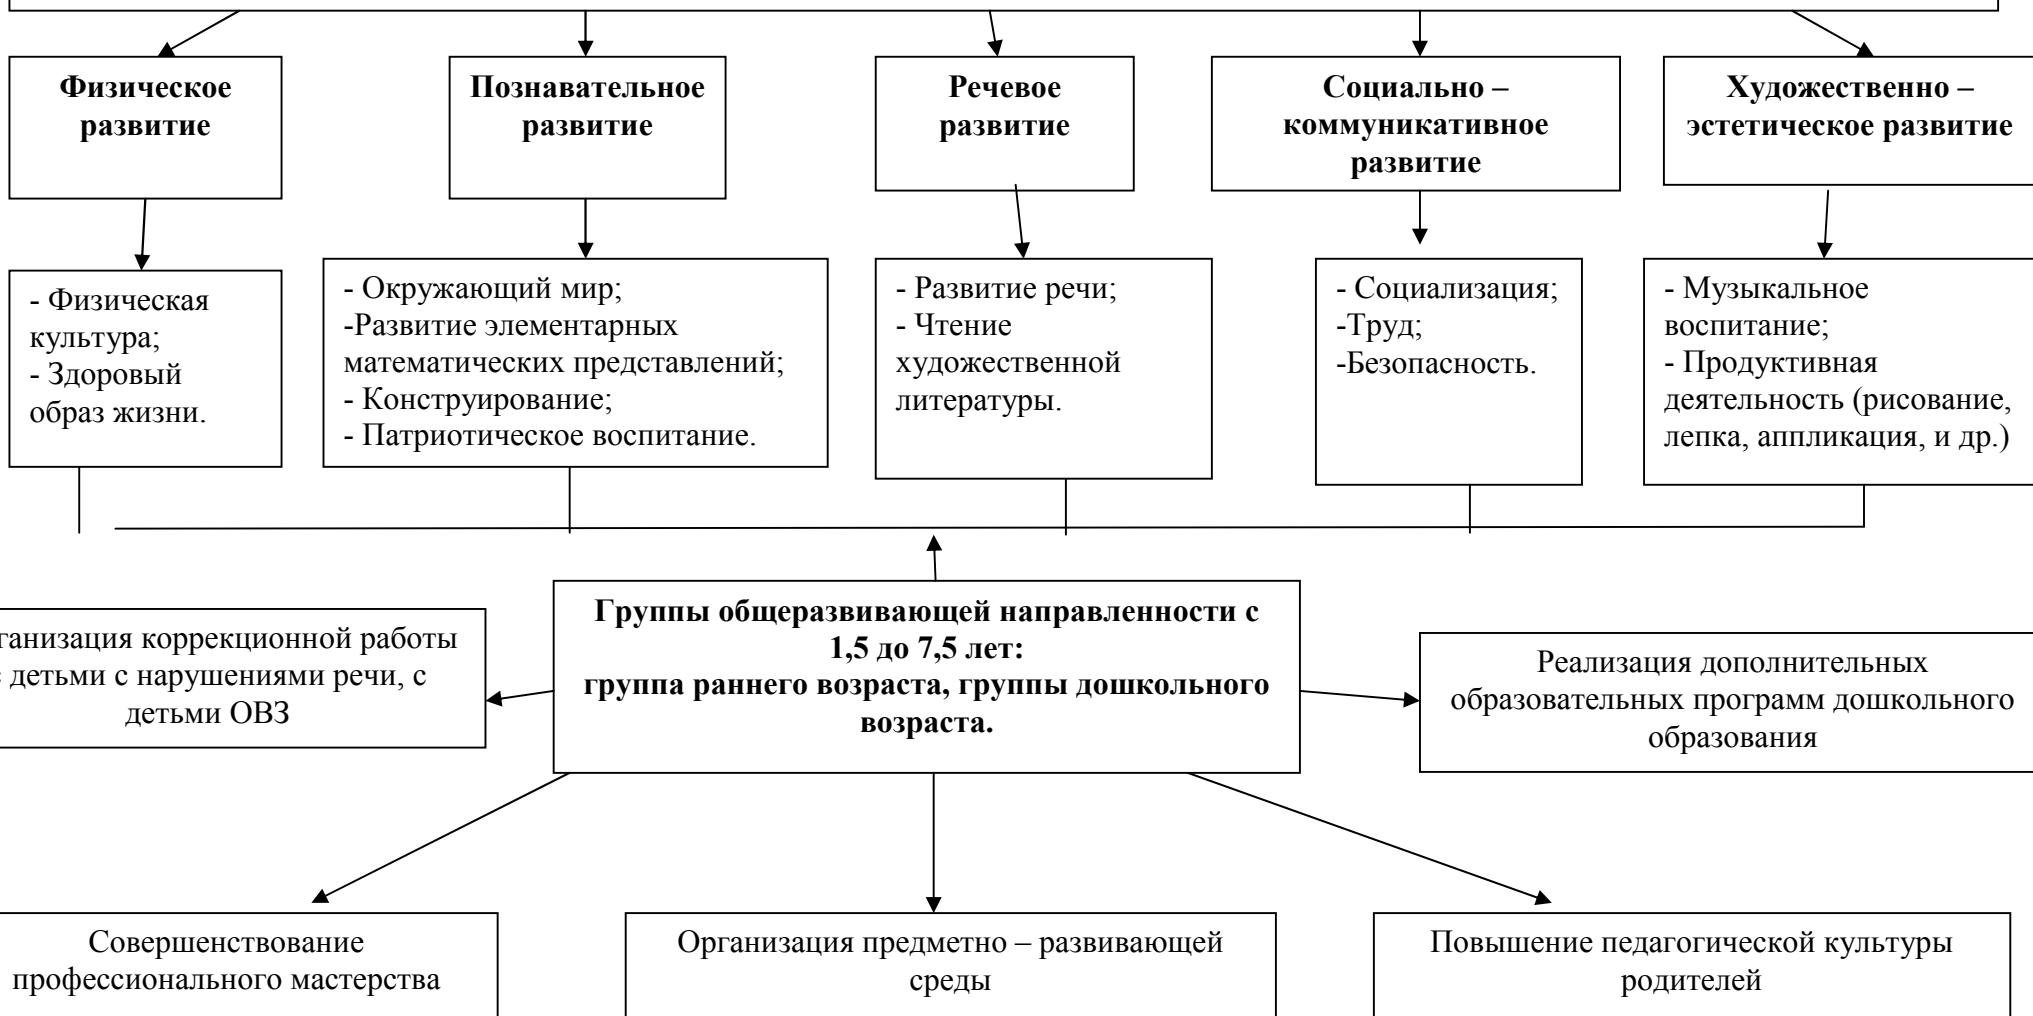 Физическое
развитие
Познавательное
развитие
Речевое
развитие
Социально –
коммуникативное
развитие
Художественно –
эстетическое развитие
- Физическая
культура;
- Здоровый
образ жизни.
- Окружающий мир;
-Развитие элементарных
математических представлений;
- Конструирование;
- Патриотическое воспитание.
- Развитие речи;
- Чтение
художественной
литературы.
- Социализация;
-Труд;
-Безопасность.
- Музыкальное
воспитание;
- Продуктивная
деятельность (рисование,
лепка, аппликация, и др.)
коррекционной работы
с детьми с нарушениями речи, с
детьми ОВЗ
Группы общеразвивающей направленности с
1,5 до 7,5 лет:
группа раннего возраста, группы дошкольного
возраста.
Реализация дополнительных
образовательных программ дошкольного
образования
Совершенствование
профессионального мастерства
Организация предметно – развивающей
среды
Повышение педагогической культуры
родителей